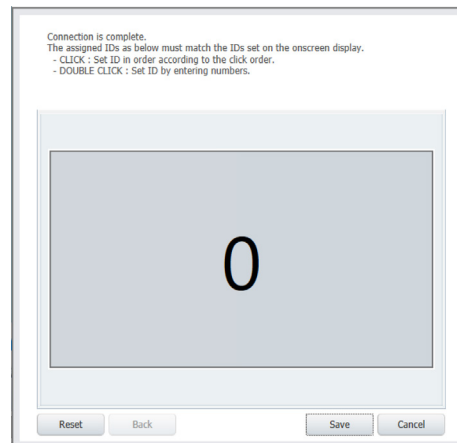 Connection is complete.
The assigned IDs as below must match the IDs set on the onscreen display.
- CLICK : Set ID in order according to the click order.
- DOUBLE CLICK : Set ID by entering numbers.
0
Reset Back Save Cancel